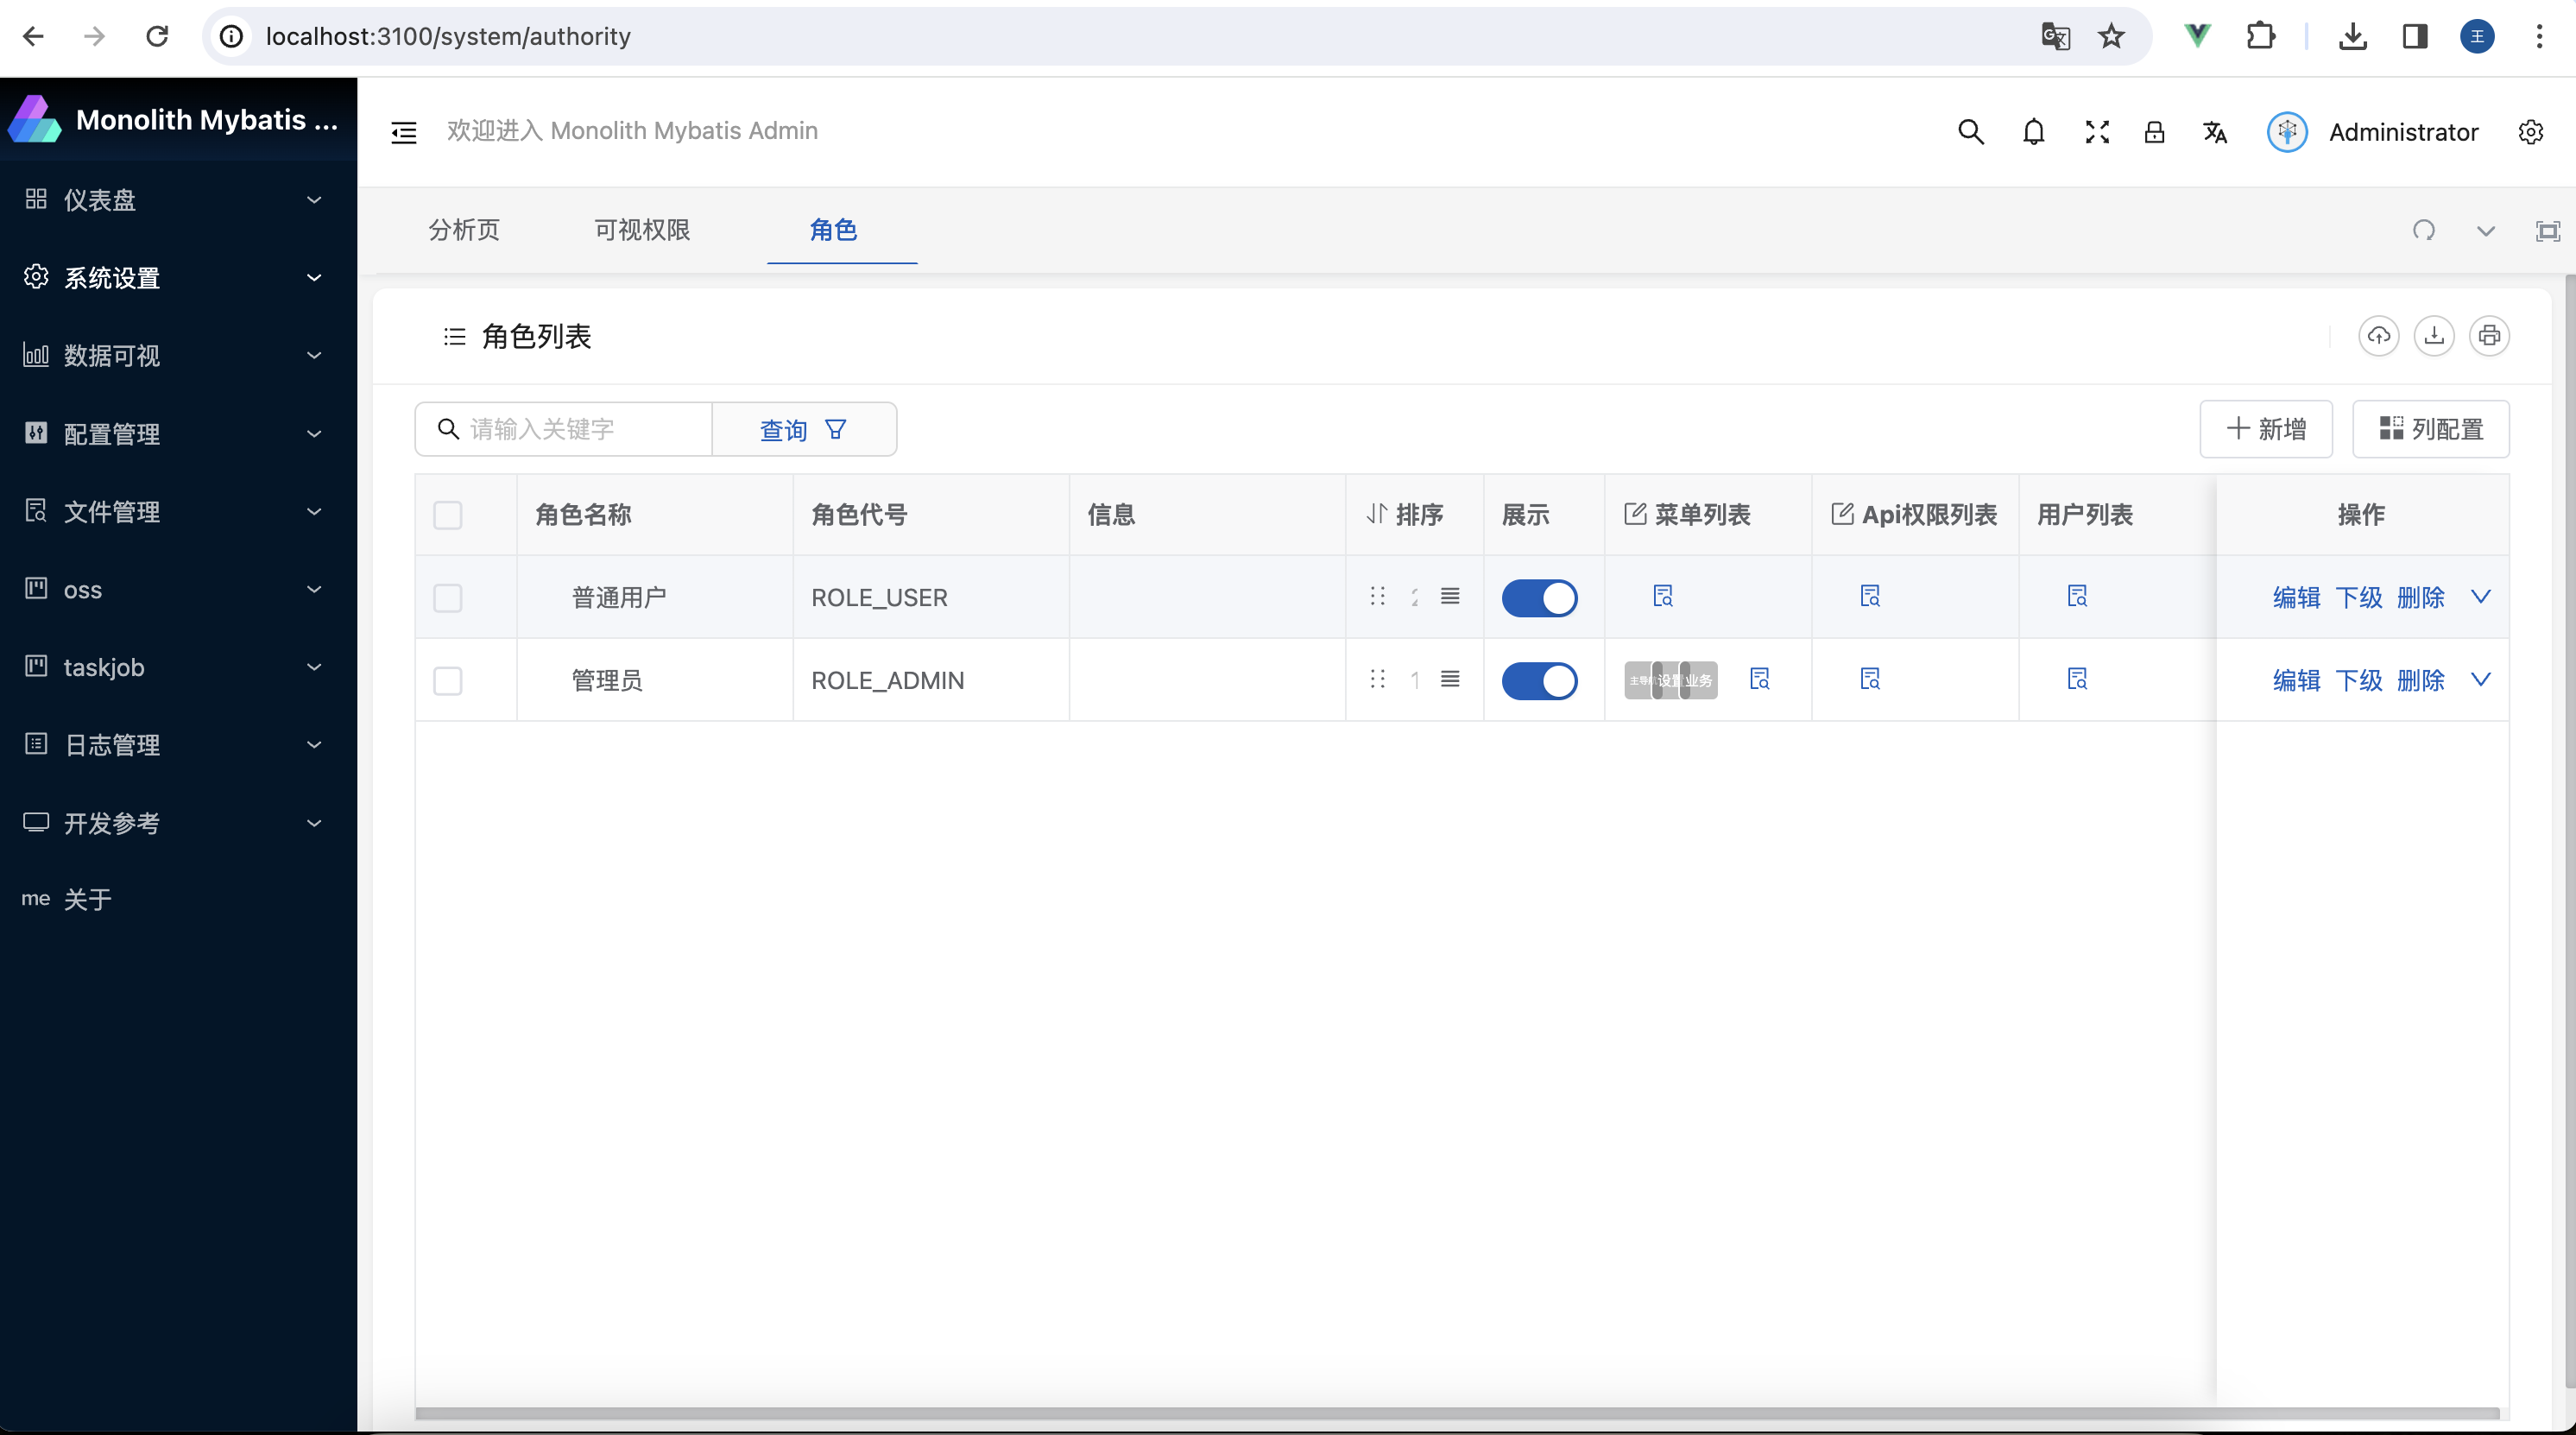 localhost:3100/system/authority
王
Monolith Mybatis ...
欢迎进入 Monolith Mybatis Admin
Administrator
仪表盘
系统设置
数据可视
配置管理
文件管理
oss
taskjob
日志管理
开发参考
me 关于
分析页 可视权限 角色
角色列表
请输入关键字 查询
新增 列配置
角色名称 角色代号 信息 排序 展示 菜单列表 Api权限列表 用户列表 操作
普通用户 ROLE_USER 2 编辑 下级 删除
管理员 ROLE_ADMIN 1 主导航 设置 业务 编辑 下级 删除